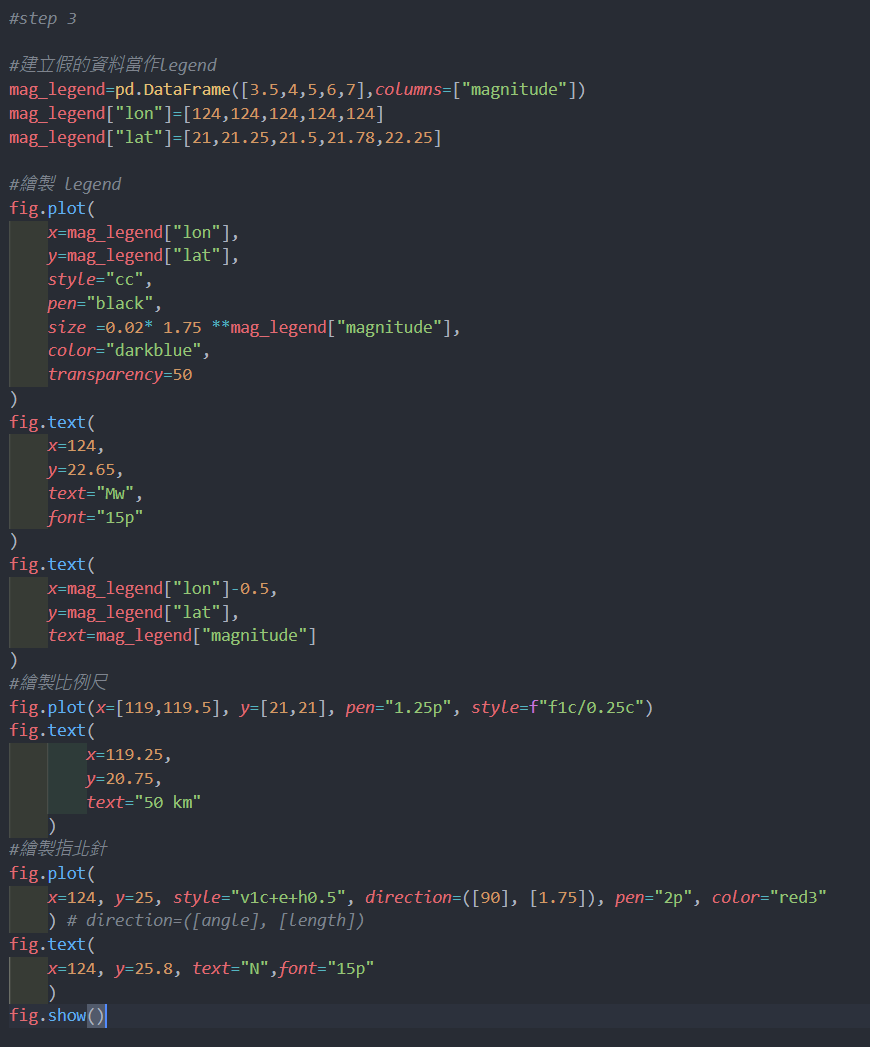 #step 3
#建立假的資料當作legend
mag_legend=pd.DataFrame([3.5,4,5,6,7],columns=["magnitude"])
mag_legend["lon"]=[124,124,124,124,124]
mag_legend["lat"]=[21,21.25,21.5,21.78,22.25]
#繪製 legend
fig.plot(
x=mag_legend["lon"],
y=mag_legend["lat"],
style="cc",
pen="black",
size =0.02* 1.75 **mag_legend["magnitude"],
color="darkblue",
transparency=50
)
fig.text(
x=124,
y=22.65,
text="Mw",
font="15p"
)
fig.text(
x=mag_legend["lon"]-0.5,
y=mag_legend["lat"],
text=mag_legend["magnitude"]
)
#繪製比例尺
fig.plot(x=[119,119.5], y=[21,21], pen="1.25p", style=f"f1c/0.25c")
fig.text(
x=119.25,
y=20.75,
text="50 km"
)
#繪製指北針
fig.plot(
x=124, y=25, style="v1c+e+h0.5", direction=([90], [1.75]), pen="2p", color="red3"
) # direction=([angle], [length])
fig.text(
x=124, y=25.8, text="N",font="15p"
)
fig.show()